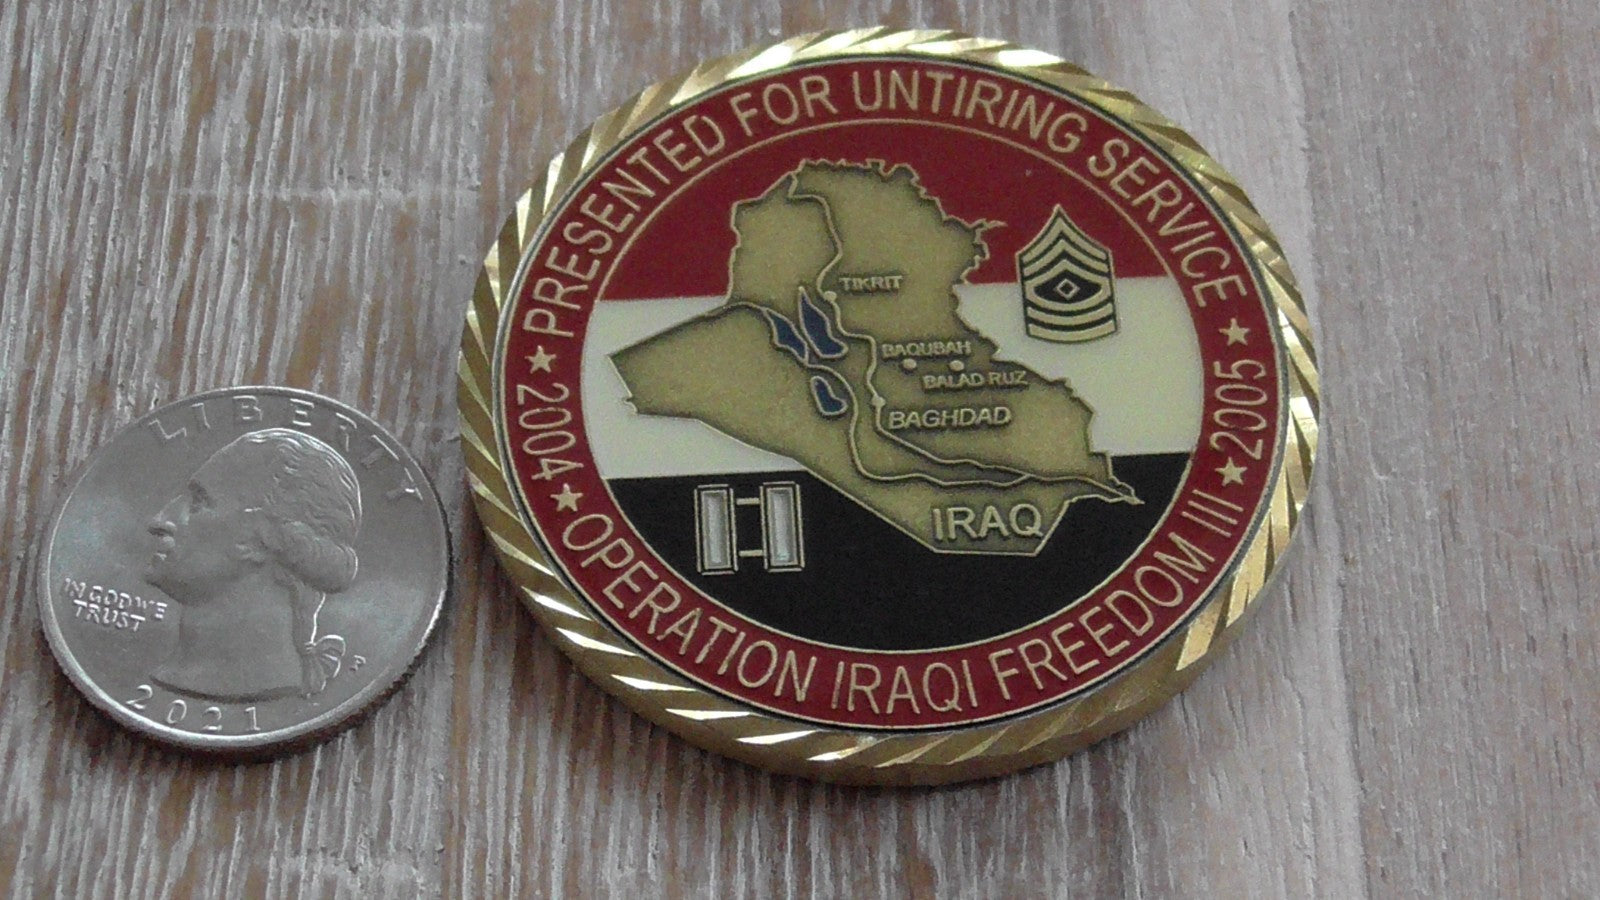 LIBERTY
IN GOD WE
TRUST
P
2021
PRESENTED FOR UNTIRING SERVICE
2004
2005
OPERATION IRAQI FREEDOM III
TIKRIT
BAQUBAH
BALAD RUZ
BAGHDAD
IRAQ